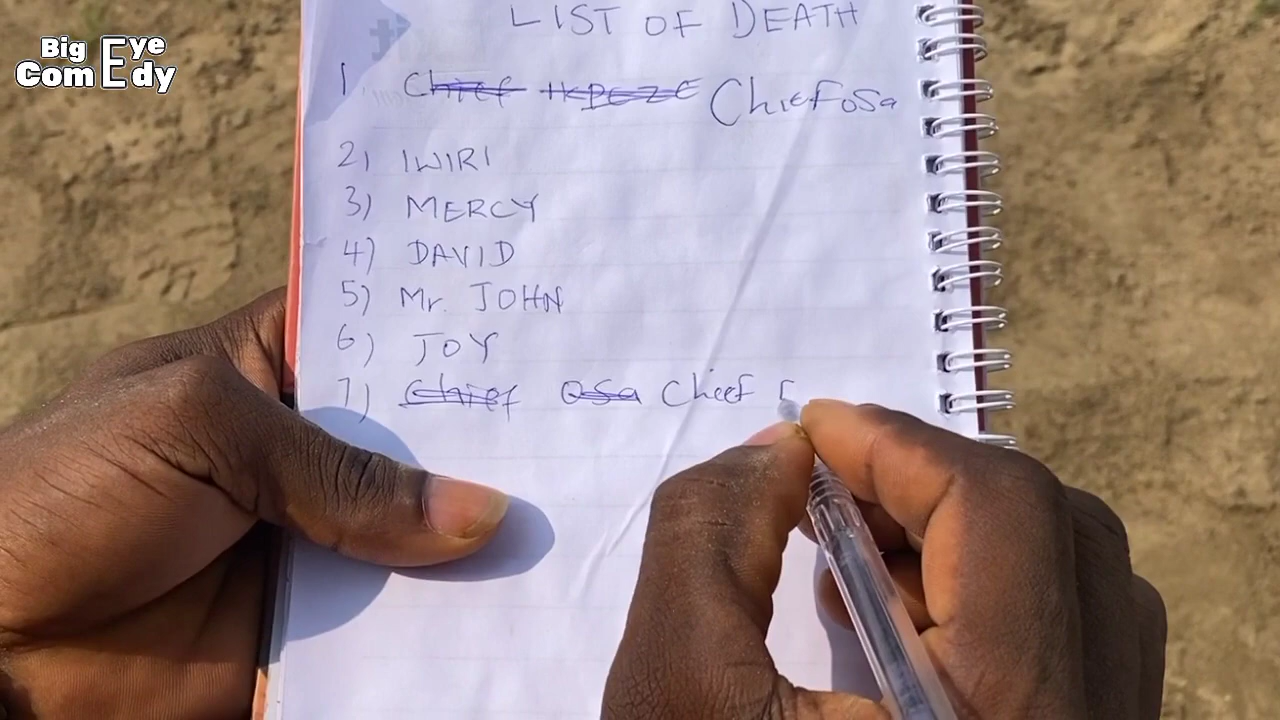 Big Eye
ComEdy
LIST OF DEATH
1 Chief IKPEZE Chief OSa
2) IWIRI
3) MERCY
4) DAVID
5) Mr. JOHN
6) JOY
7) Chief OSa Chief